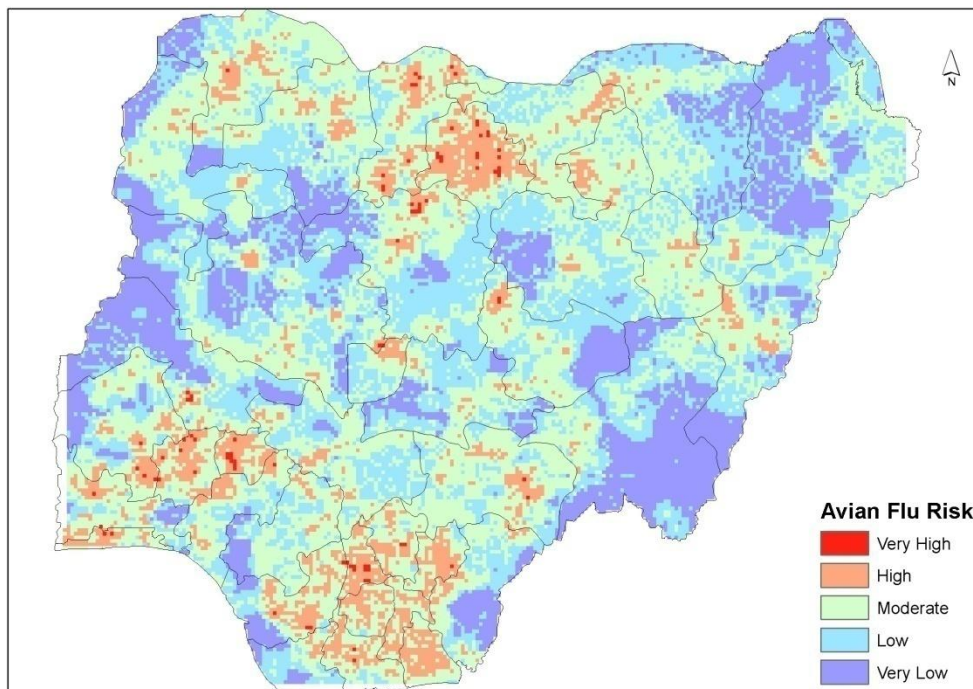 N
Avian Flu Risk
Very High
High
Moderate
Low
Very Low